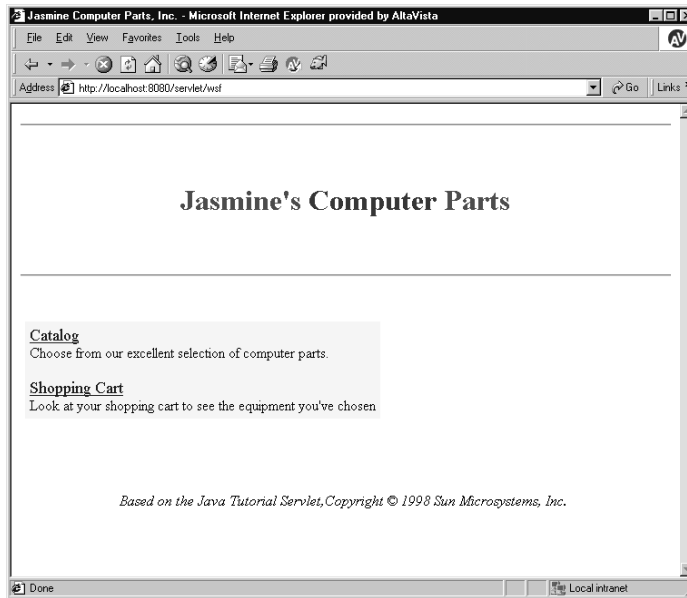 Jasmine Computer Parts, Inc. - Microsoft Internet Explorer provided by AltaVista
File Edit View Favorites Tools Help
AV
Address http://localhost:8080/servlet/wsf Go Links
Jasmine's Computer Parts
Catalog
Choose from our excellent selection of computer parts.
Shopping Cart
Look at your shopping cart to see the equipment you've chosen
Based on the Java Tutorial Servlet,Copyright © 1998 Sun Microsystems, Inc.
Done Local intranet